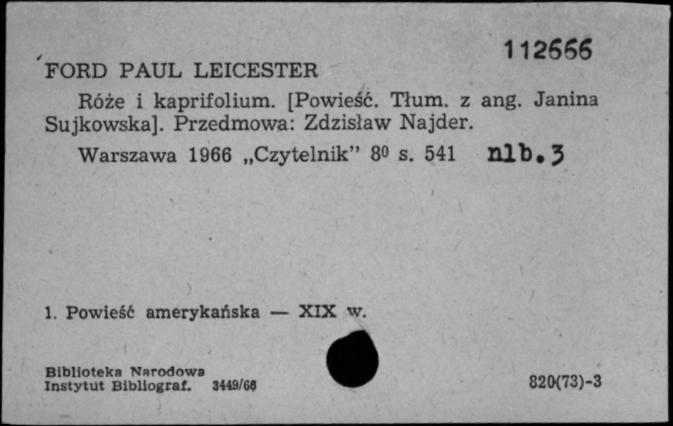 112666
FORD PAUL LEICESTER
Róże i kaprifolium. [Powieść. Tłum. z ang. Janina
Sujkowska]. Przedmowa: Zdzisław Najder.
Warszawa 1966 „Czytelnik” 8⁰ s. 541 nlb. 3
1. Powieść amerykańska — XIX w.
Biblioteka Narodowa
Instytut Bibliograf. 3449/66
820(73)-3